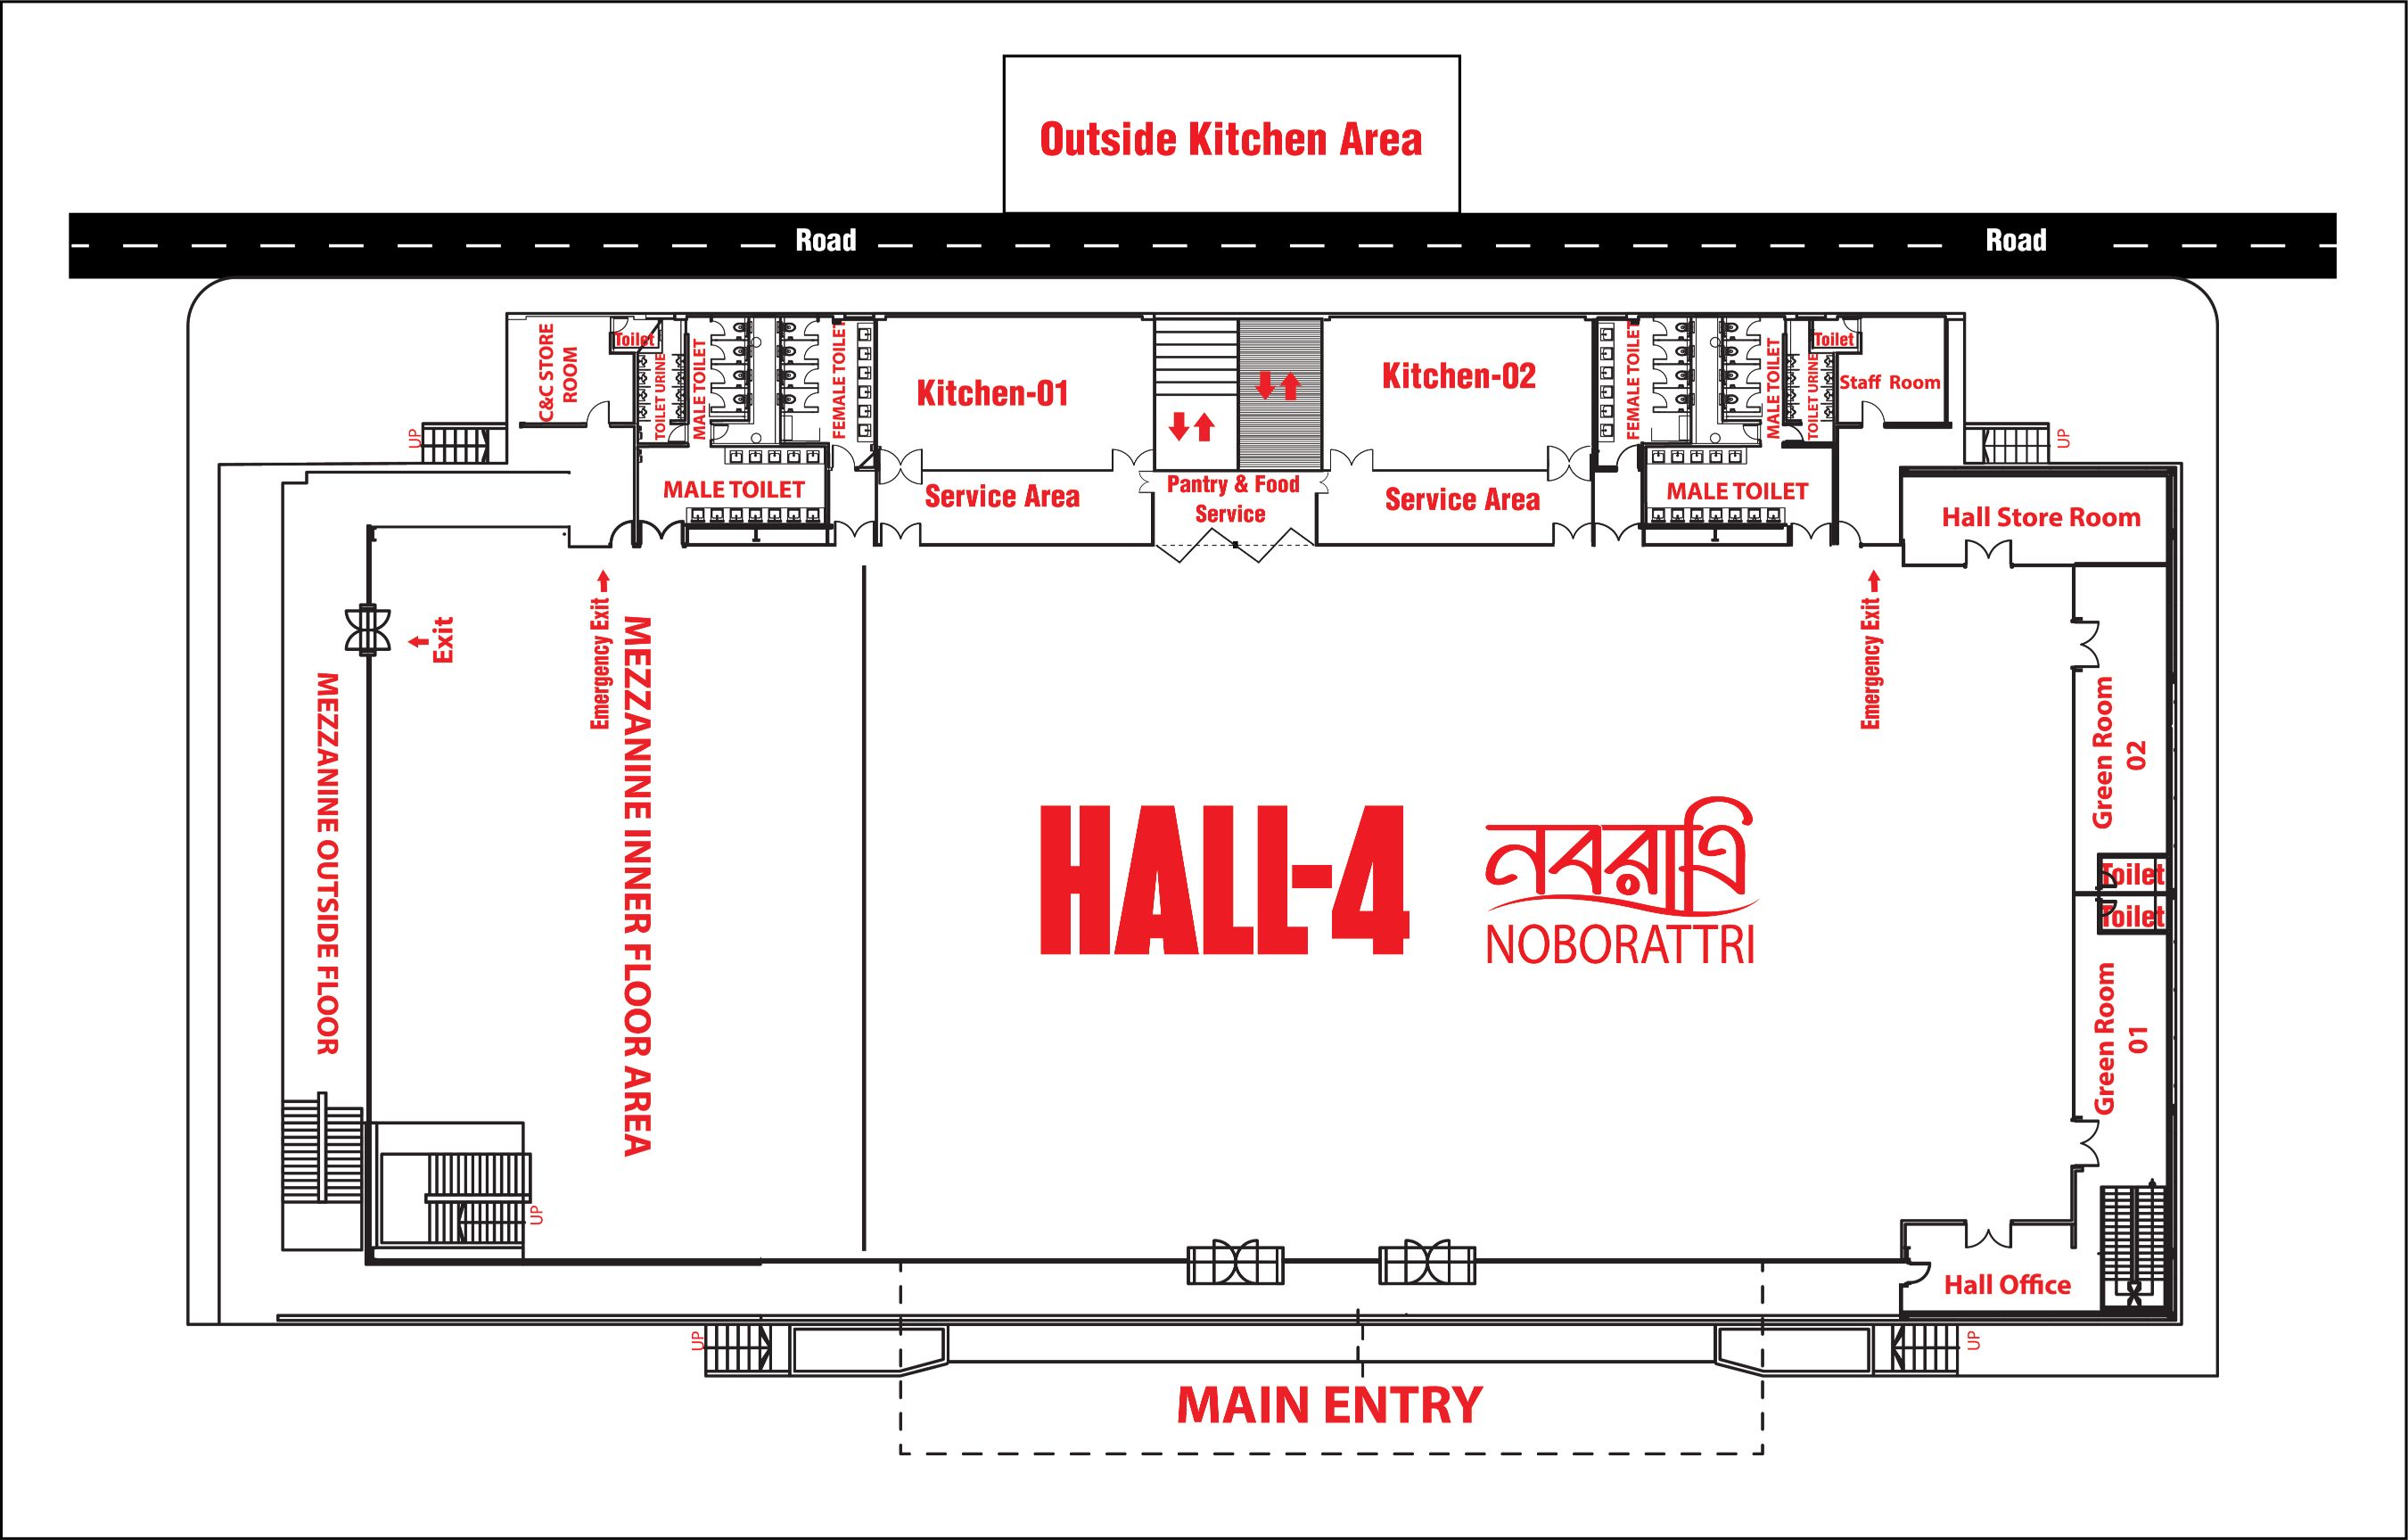 Outside Kitchen Area
Road
Road
C&C STORE
ROOM
Toilet
TOILET URINE
MALE TOILET
FEMALE TOILET
Kitchen-01
Kitchen-02
FEMALE TOILET
MALE TOILET
TOILET URINE
Toilet
Staff Room
UP
UP
MALE TOILET
Service Area
Pantry & Food
Service
Service Area
MALE TOILET
Hall Store Room
Exit
Emergency Exit
Emergency Exit
MEZZANINE OUTSIDE FLOOR
MEZZANINE INNER FLOOR AREA
HALL-4
নবরাত্রি
NOBORATTRI
Green Room
02
Toilet
Toilet
Green Room
01
UP
Hall Office
UP
UP
MAIN ENTRY